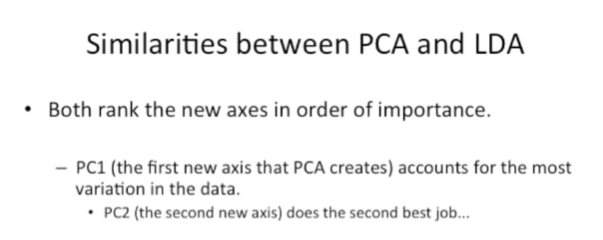 Similarities between PCA and LDA
• Both rank the new axes in order of importance.
– PC1 (the first new axis that PCA creates) accounts for the most
variation in the data.
• PC2 (the second new axis) does the second best job...